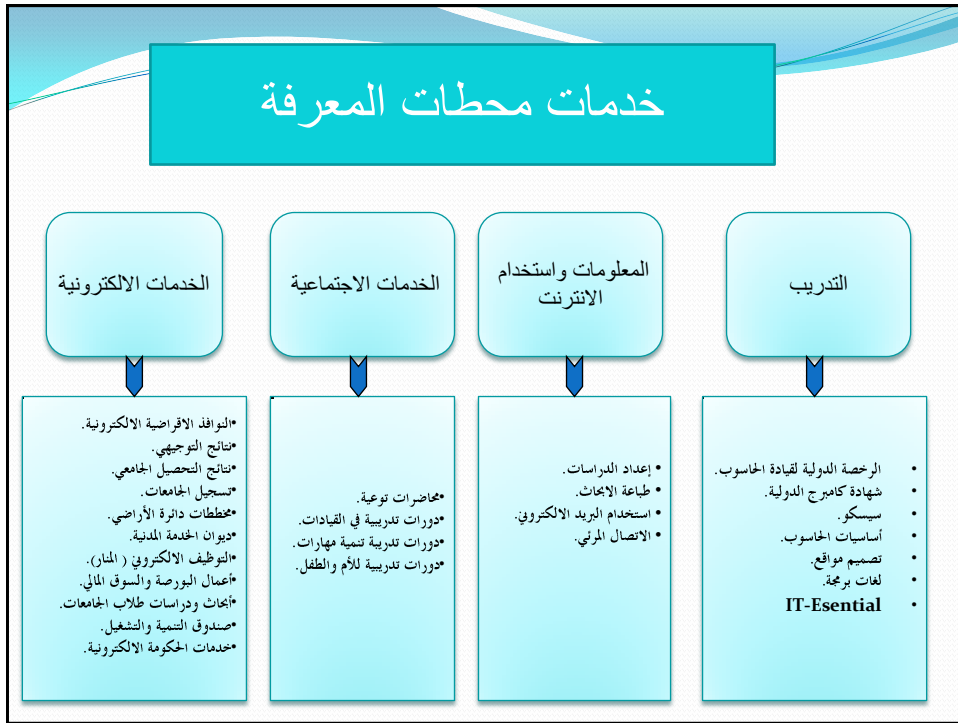 خدمات محطات المعرفة
التدريب
• الرخصة الدولية لقيادة الحاسوب.
• شهادة كامبرج الدولية.
• سيسكو.
• أساسيات الحاسوب.
• تصميم مواقع.
• لغات برمجة.
• IT-Esential
المعلومات واستخدام
الانترنت
• إعداد الدراسات.
• طباعة الابحاث.
• استخدام البريد الالكتروني.
• الاتصال المرئي.
الخدمات الاجتماعية
•محاضرات توعية.
•دورات تدريبية في القيادات.
•دورات تدريبة تنمية مهارات.
•دورات تدريبية للأم والطفل.
الخدمات الالكترونية
•النوافذ الاقراضية الالكترونية.
•نتائج التوجيهي.
•نتائج التحصيل الجامعي.
•تسجيل الجامعات.
•مخططات دائرة الأراضي.
•ديوان الخدمة المدنية.
•التوظيف الالكتروني ( المنار).
•أعمال البورصة والسوق المالي.
•أبحاث ودراسات طلاب الجامعات.
•صندوق التنمية والتشغيل.
•خدمات الحكومة الالكترونية.